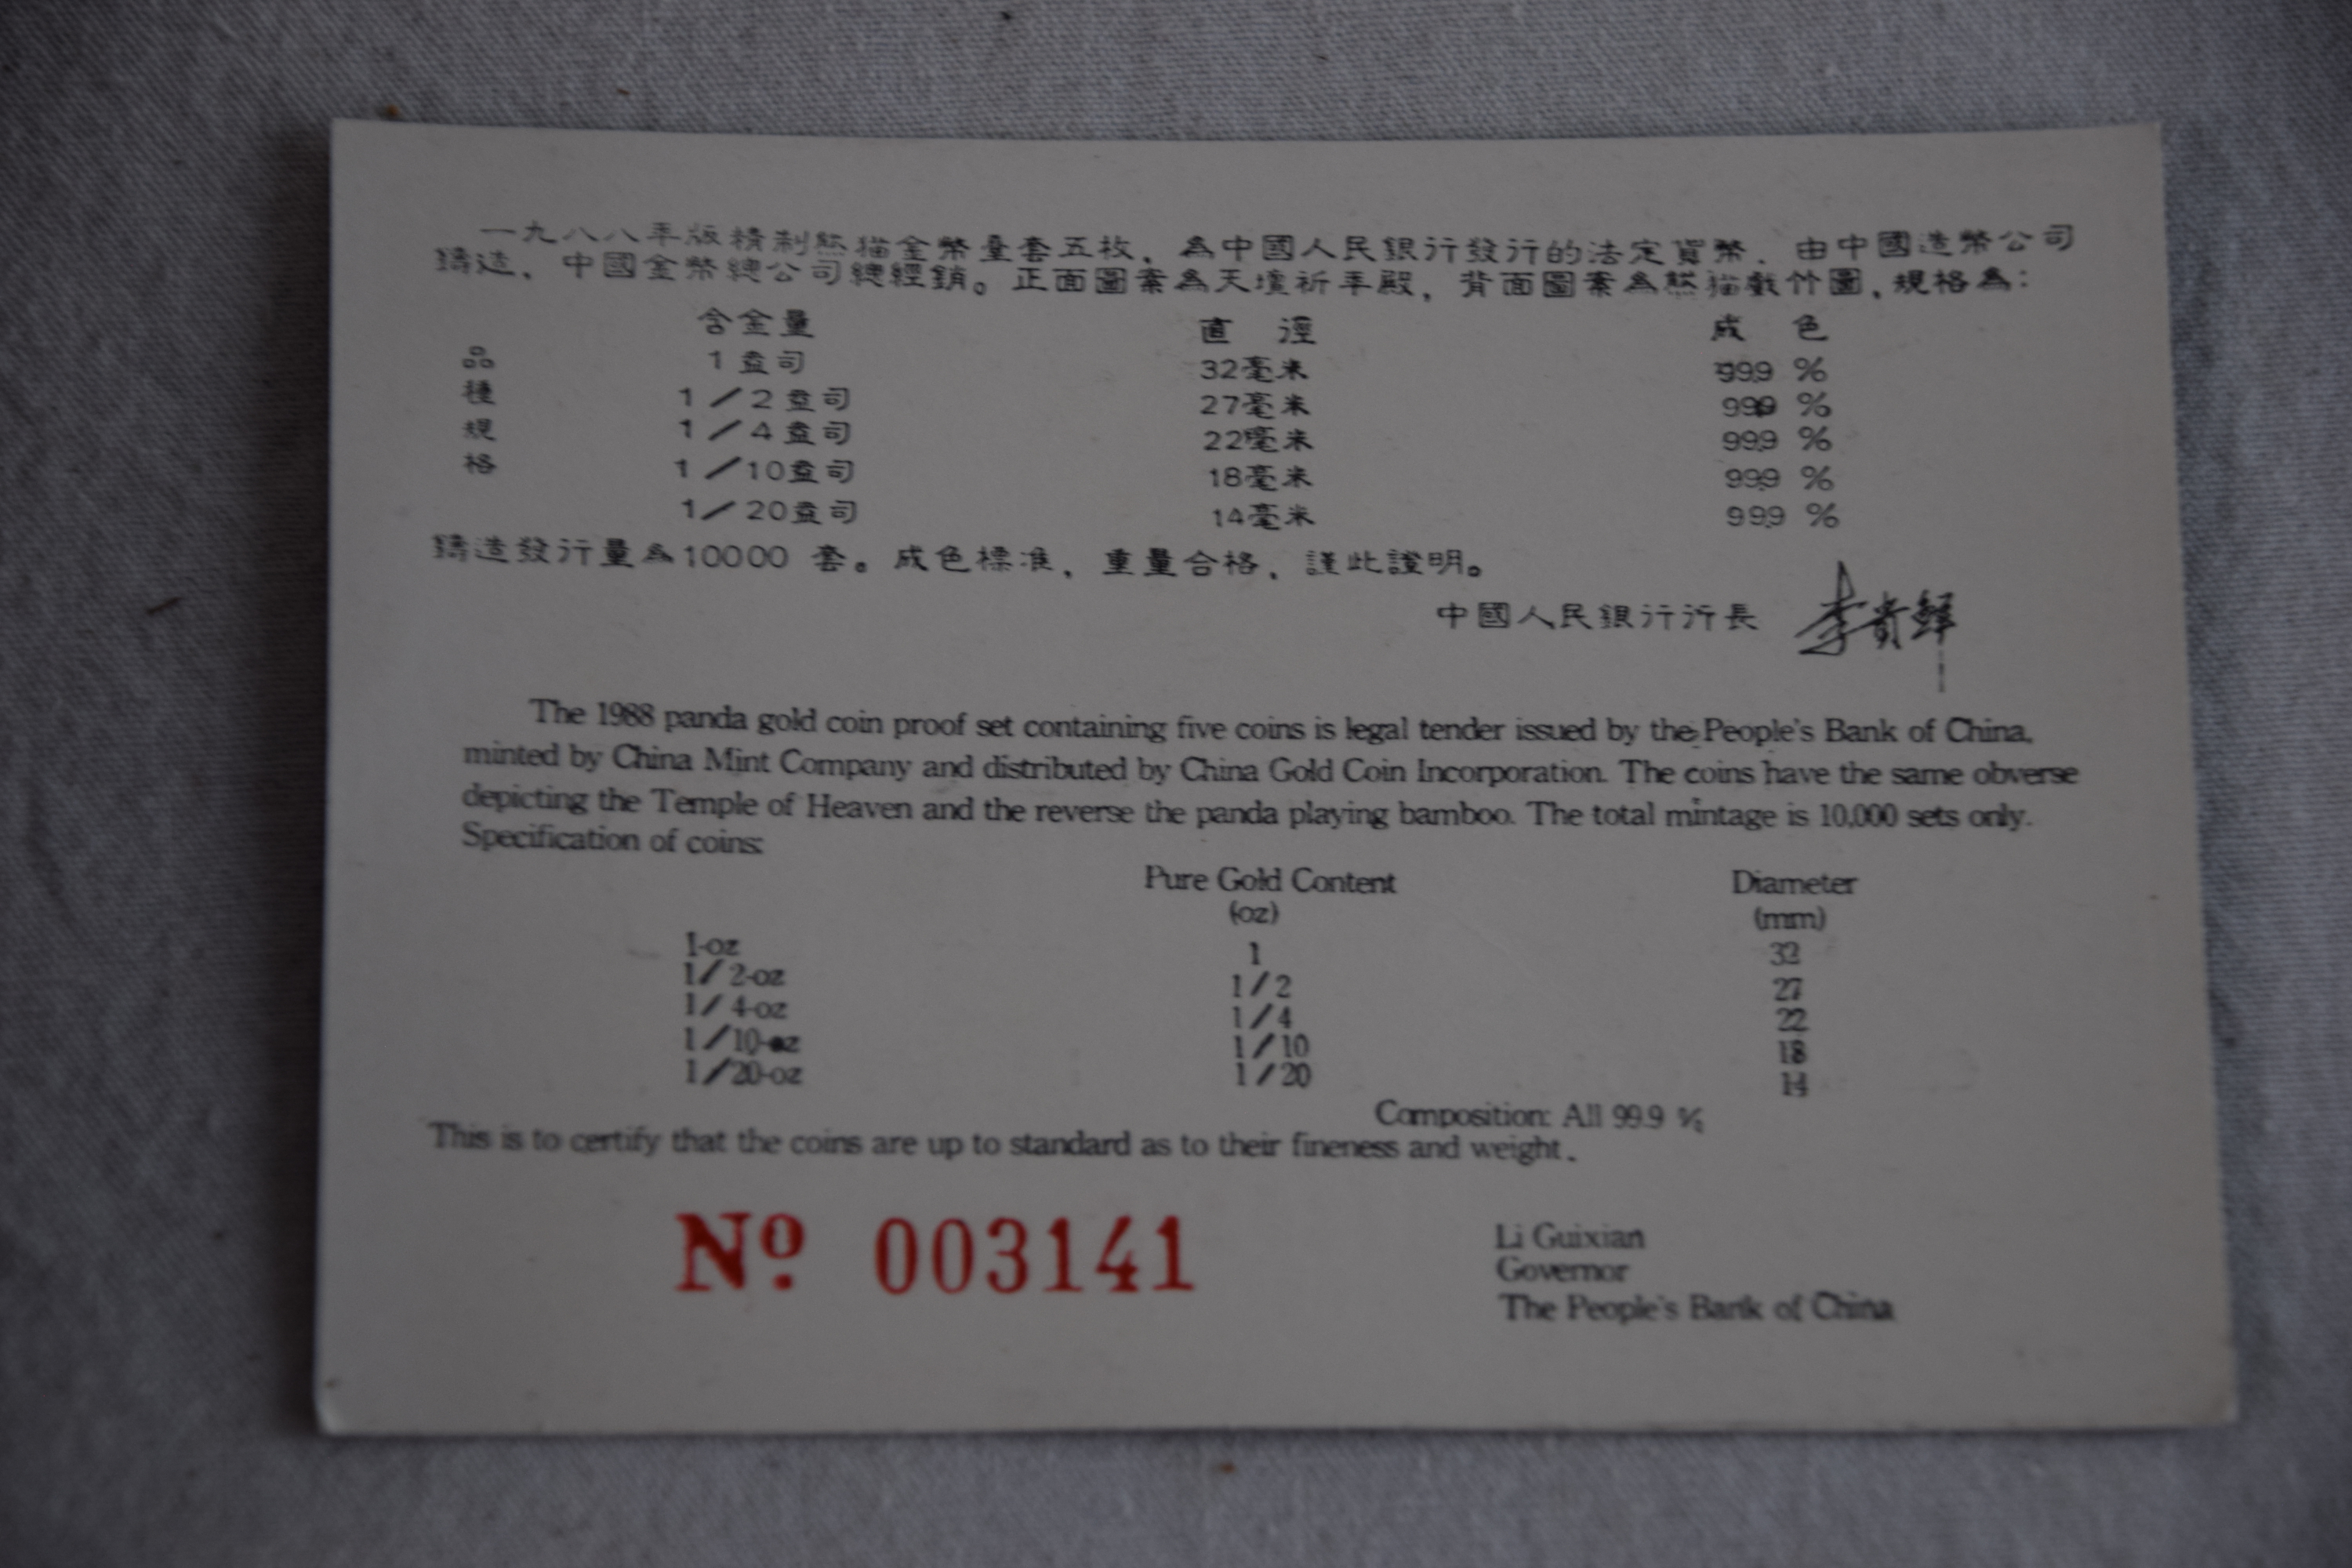 一九八八年版精制熊猫金幣壹套五枚，為中國人民銀行發行的法定貨幣．由中國造幣公司
鑄造，中國金幣總公司總經銷。正面圖案為天壇祈年殿，背面圖案為熊猫戲竹圖，規格為：
含金量 直 徑 成 色
品 1盎司 32毫米 99.9 %
種 1／2盎司 27毫米 99.9 %
規 1／4盎司 22毫米 99.9 %
格 1／10盎司 18毫米 99.9 %
1／20盎司 14毫米 99.9 %
鑄造發行量為10000 套。成色標准，重量合格，謹此證明。
中國人民銀行行長 李貴鮮
The 1988 panda gold coin proof set containing five coins is legal tender issued by the People's Bank of China,
minted by China Mint Company and distributed by China Gold Coin Incorporation. The coins have the same obverse
depicting the Temple of Heaven and the reverse the panda playing bamboo. The total mintage is 10,000 sets only.
Specification of coins:
Pure Gold Content Diameter
(oz) (mm)
1-oz 1 32
1/2-oz 1/2 27
1/4-oz 1/4 22
1/10-oz 1/10 18
1/20-oz 1/20 14
Composition: All 99.9 %
This is to certify that the coins are up to standard as to their fineness and weight.
Nº 003141
Li Guixian
Governor
The People's Bank of China